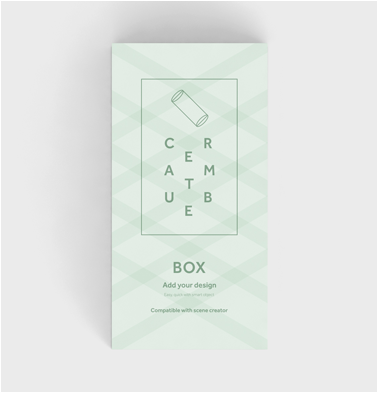 C R
E
A M
T
U B
E
BOX
Add your design
Compatible with scene creator